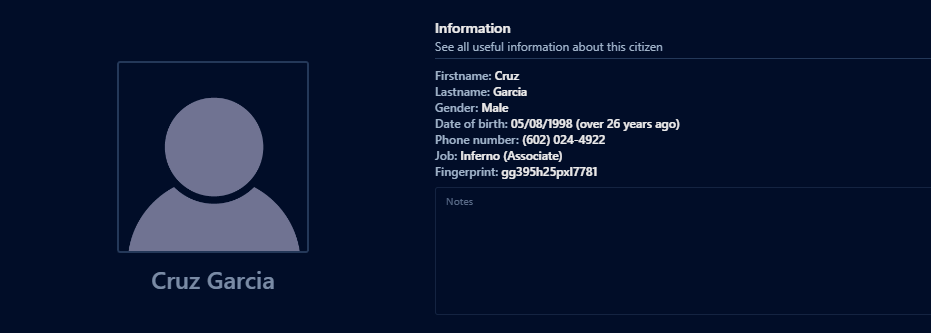 Information
See all useful information about this citizen
Firstname: Cruz
Lastname: Garcia
Gender: Male
Date of birth: 05/08/1998 (over 26 years ago)
Phone number: (602) 024-4922
Job: Inferno (Associate)
Fingerprint: gg395h25pxl7781
Notes
Cruz Garcia